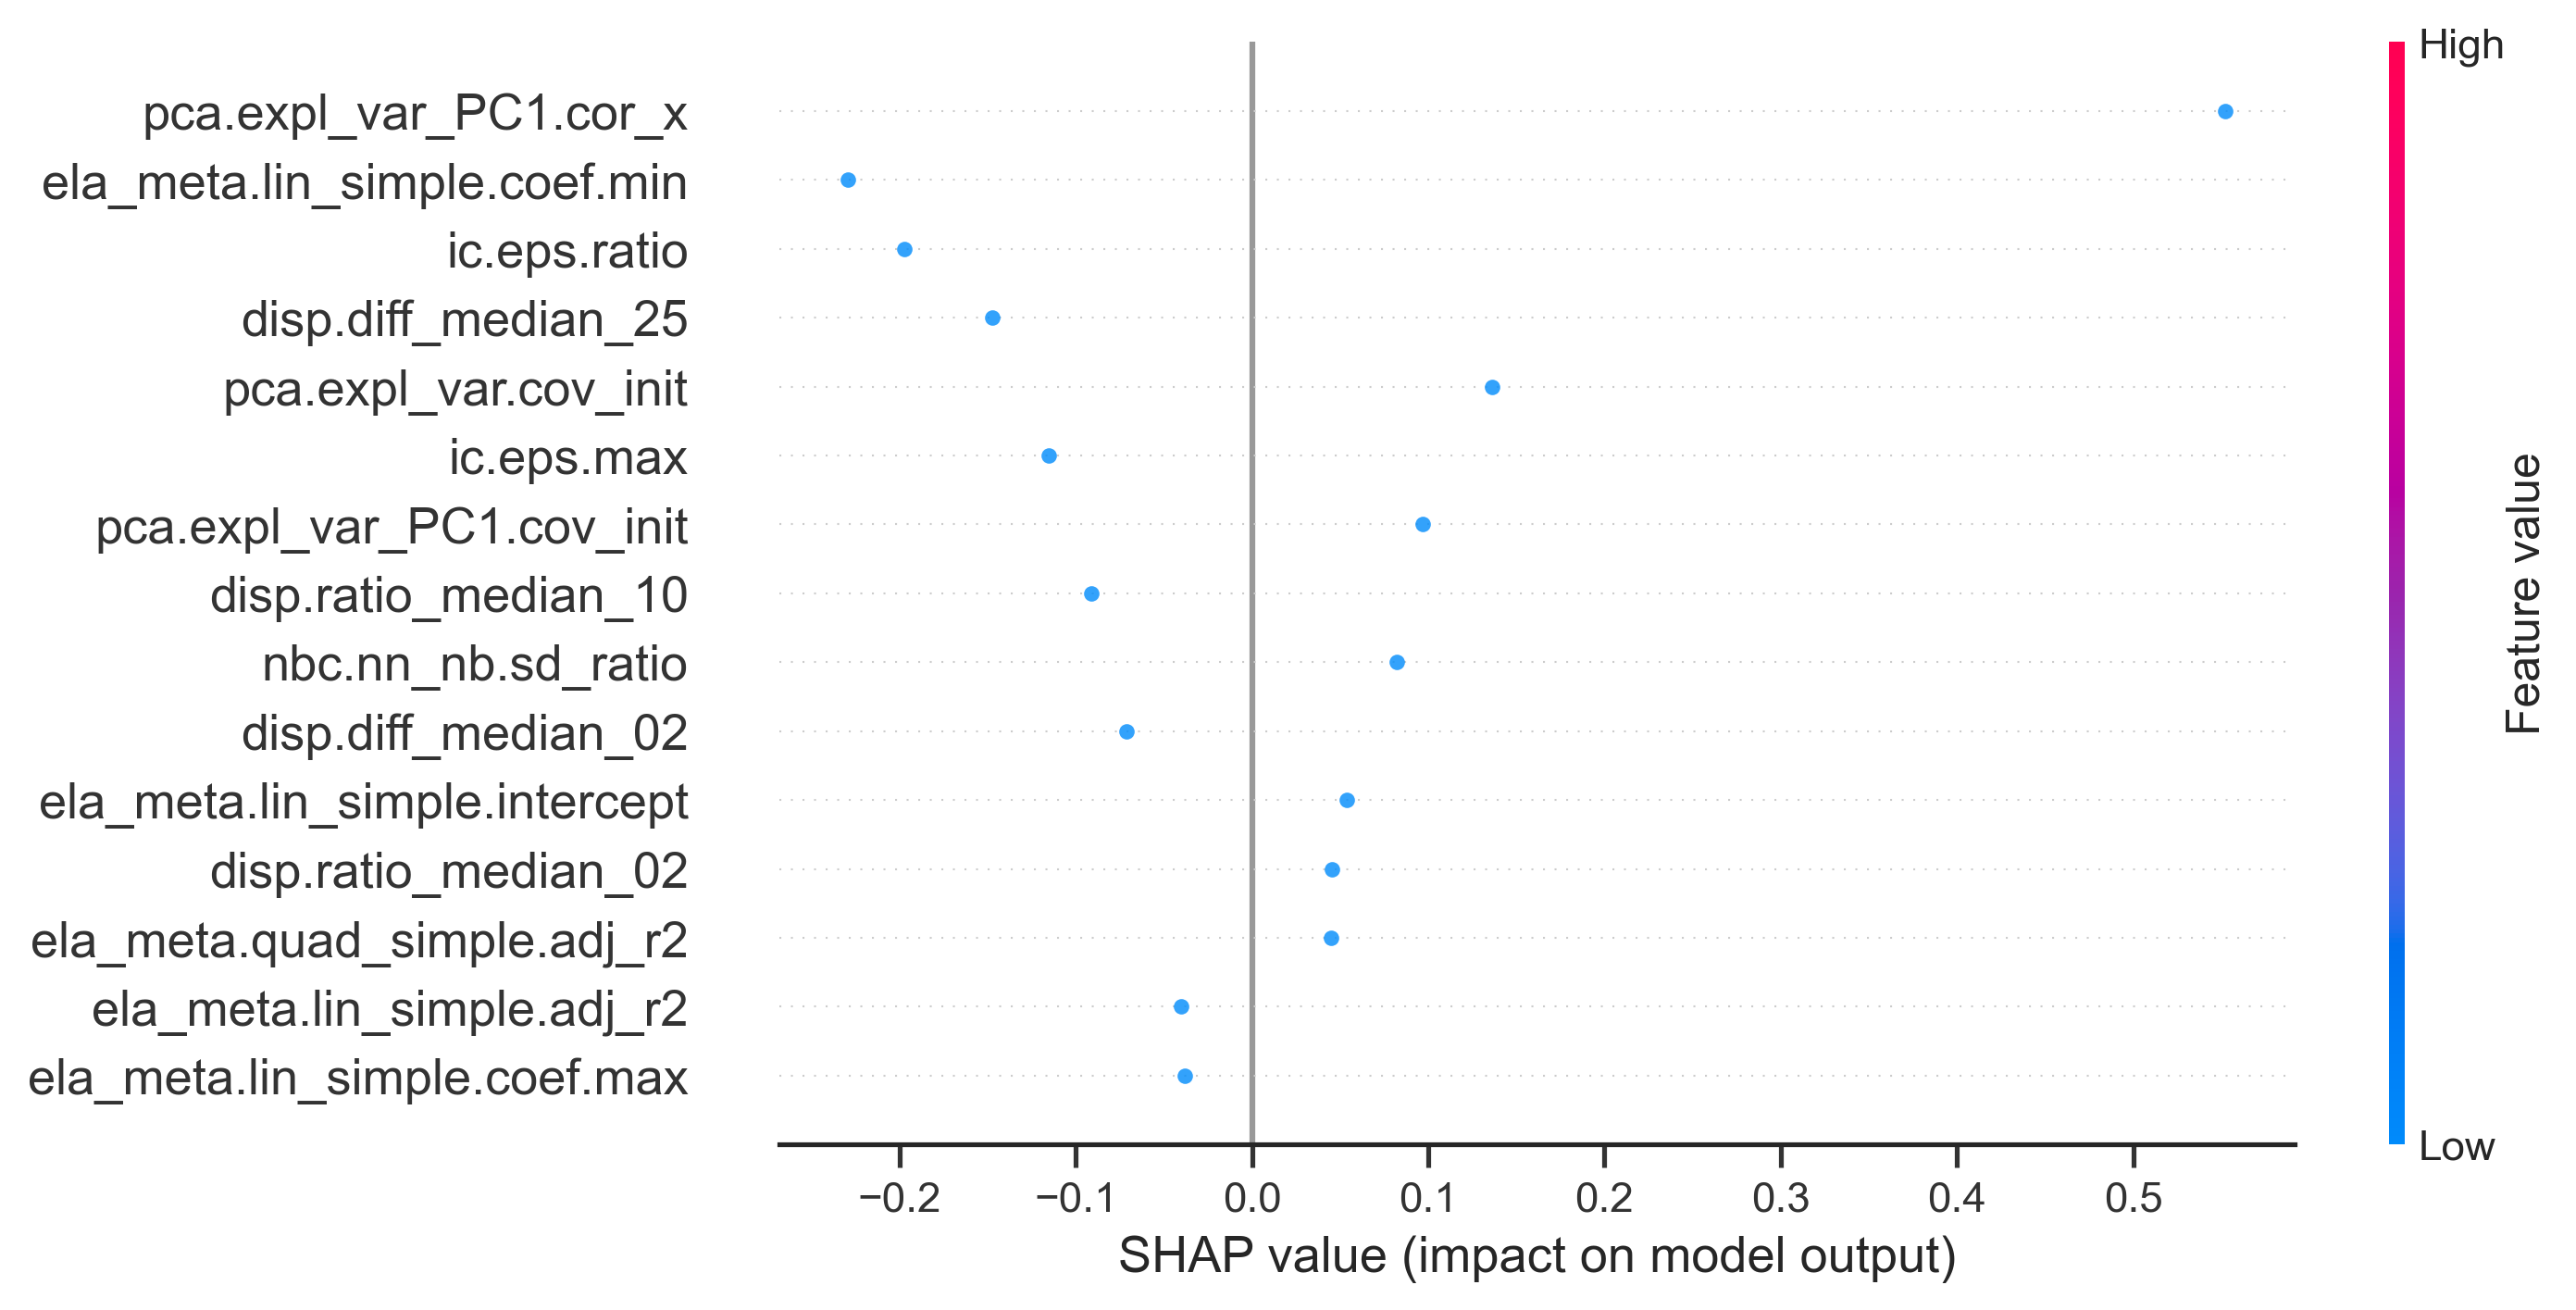 High
pca.expl_var_PC1.cor_x
ela_meta.lin_simple.coef.min
ic.eps.ratio
disp.diff_median_25
pca.expl_var.cov_init
ic.eps.max
pca.expl_var_PC1.cov_init
disp.ratio_median_10
nbc.nn_nb.sd_ratio
disp.diff_median_02
ela_meta.lin_simple.intercept
disp.ratio_median_02
ela_meta.quad_simple.adj_r2
ela_meta.lin_simple.adj_r2
ela_meta.lin_simple.coef.max
Feature value
Low
−0.2 −0.1 0.0 0.1 0.2 0.3 0.4 0.5
SHAP value (impact on model output)